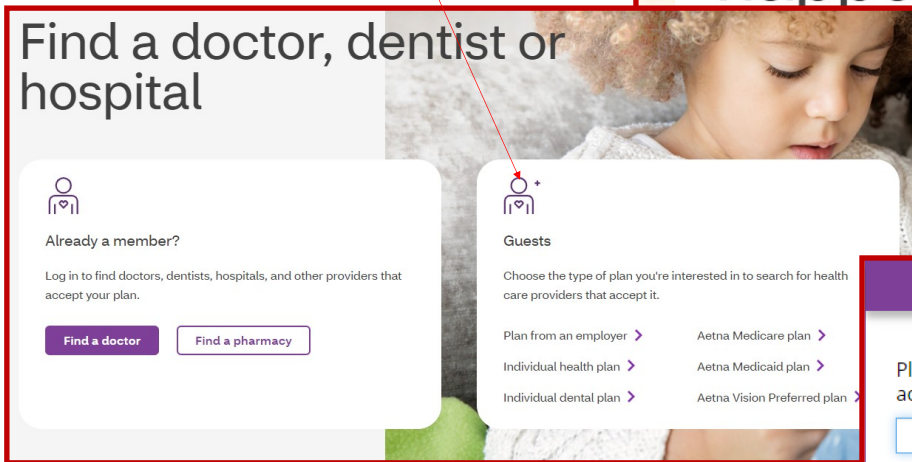 Find a doctor, dentist or
hospital
Already a member?
Log in to find doctors, dentists, hospitals, and other providers that
accept your plan.
Find a doctor
Find a pharmacy
Guests
Choose the type of plan you're interested in to search for health
care providers that accept it.
Plan from an employer
Aetna Medicare plan
Individual health plan
Aetna Medicaid plan
Individual dental plan
Aetna Vision Preferred plan